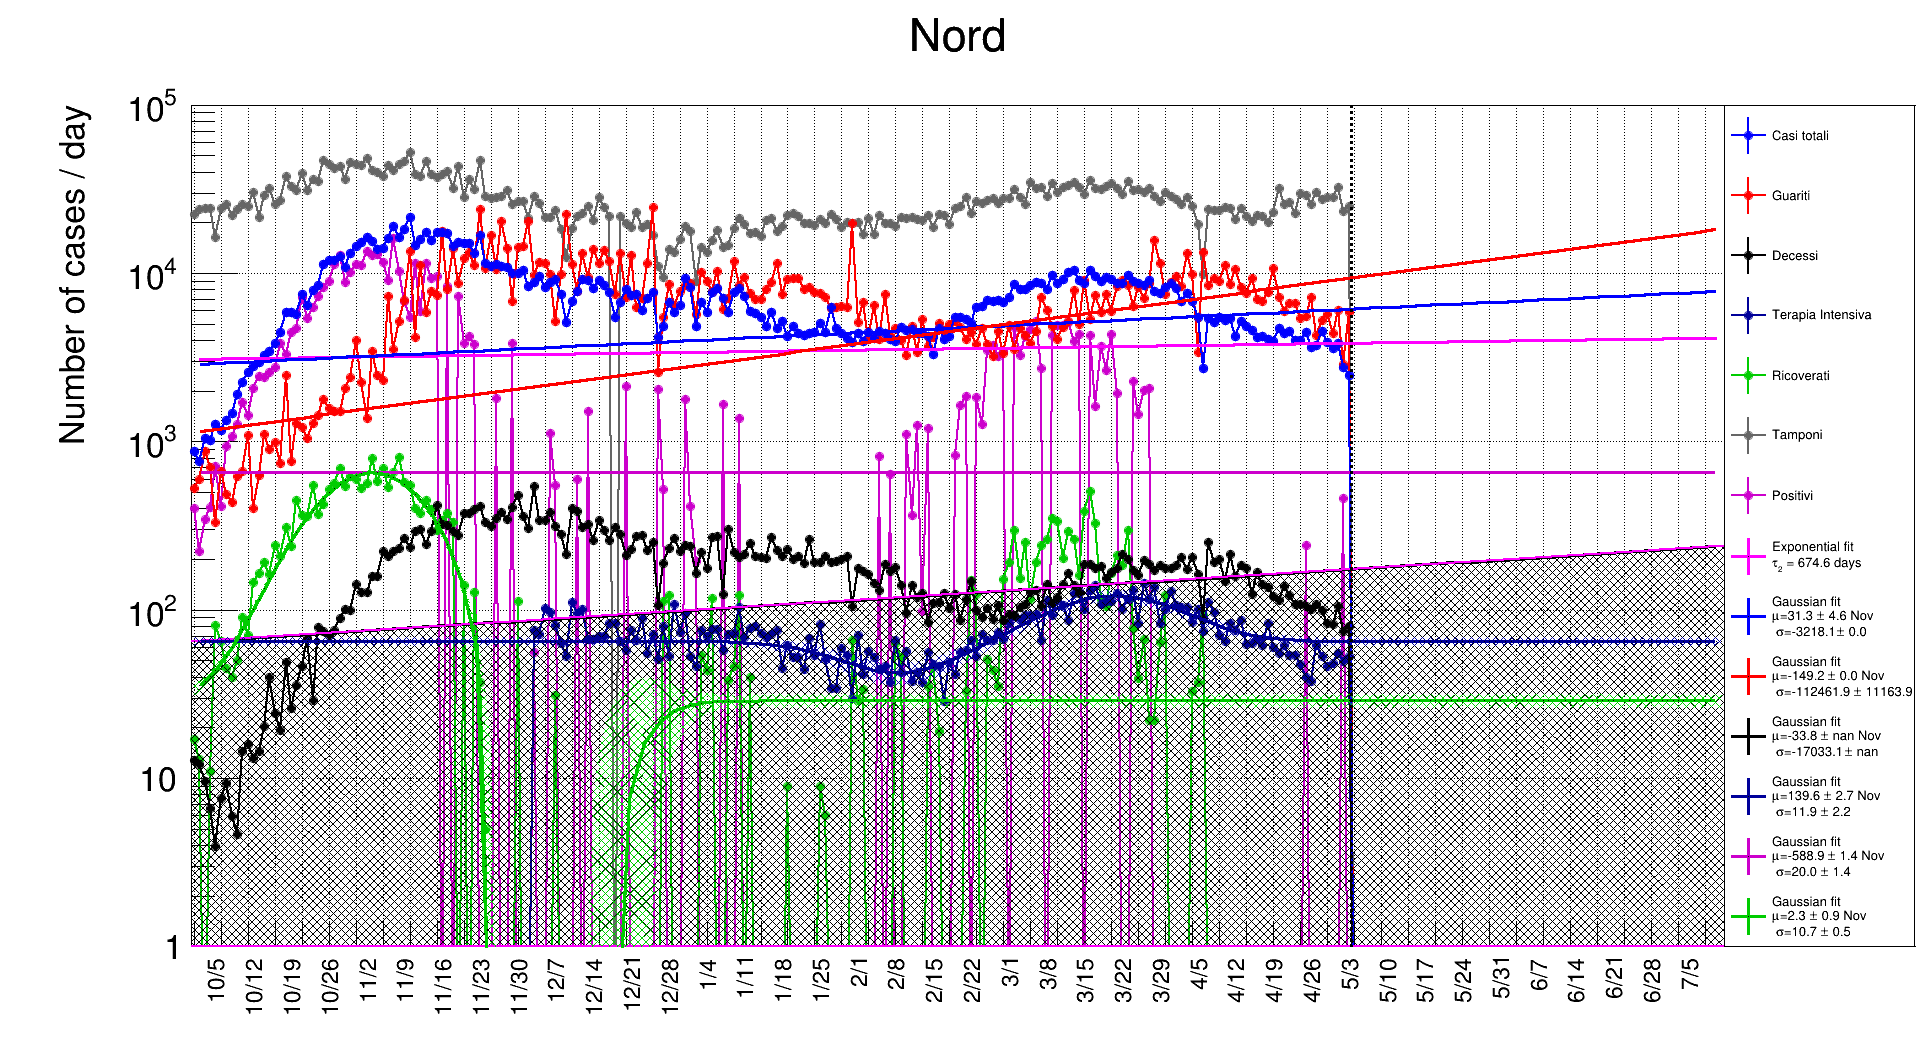 Nord
Number of cases / day
10^5
10^4
10^3
10^2
10
1
10/5 10/12 10/19 10/26 11/2 11/9 11/16 11/23 11/30 12/7 12/14 12/21 12/28 1/4 1/11 1/18 1/25 2/1 2/8 2/15 2/22 3/1 3/8 3/15 3/22 3/29 4/5 4/12 4/19 4/26 5/3 5/10 5/17 5/24 5/31 6/7 6/14 6/21 6/28 7/5
Casi totali
Guariti
Decessi
Terapia Intensiva
Ricoverati
Tamponi
Positivi
Exponential fit
τ₂ = 674.6 days
Gaussian fit
μ=31.3 ± 4.6 Nov
σ=-3218.1 ± 0.0
Gaussian fit
μ=-149.2 ± 0.0 Nov
σ=-112461.9 ± 11163.9
Gaussian fit
μ=-33.8 ± nan Nov
σ=-17033.1 ± nan
Gaussian fit
μ=139.6 ± 2.7 Nov
σ=11.9 ± 2.2
Gaussian fit
μ=-588.9 ± 1.4 Nov
σ=20.0 ± 1.4
Gaussian fit
μ=2.3 ± 0.9 Nov
σ=10.7 ± 0.5